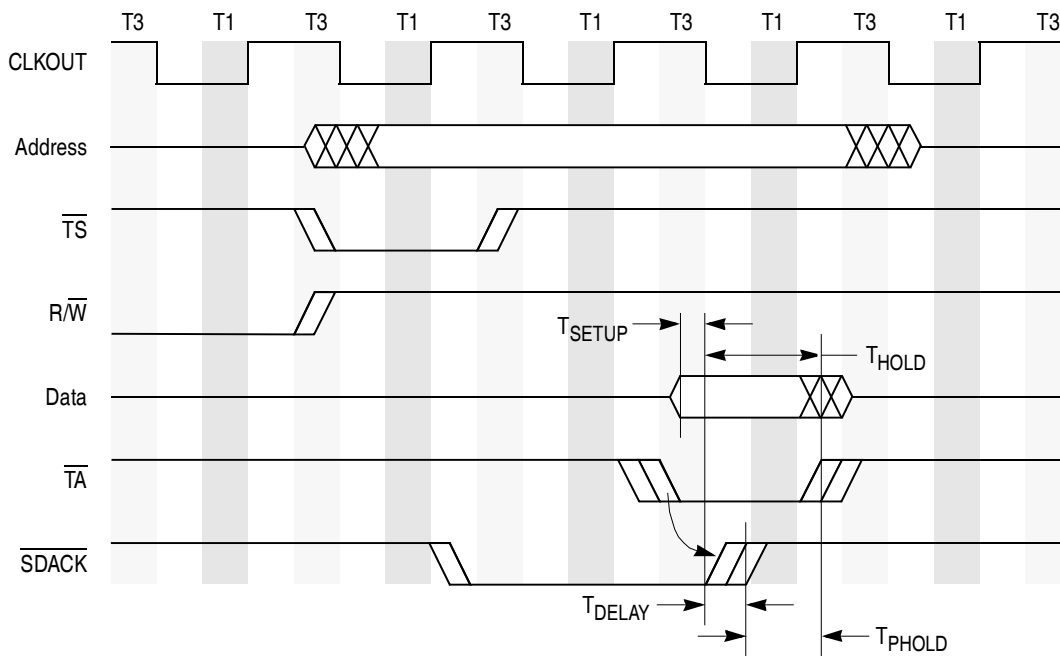 T3 T1 T3 T1 T3 T1 T3 T1 T3 T1 T3
CLKOUT
Address
TS
R/W
TSETUP
THOLD
Data
TA
SDACK
TDELAY
TPHOLD